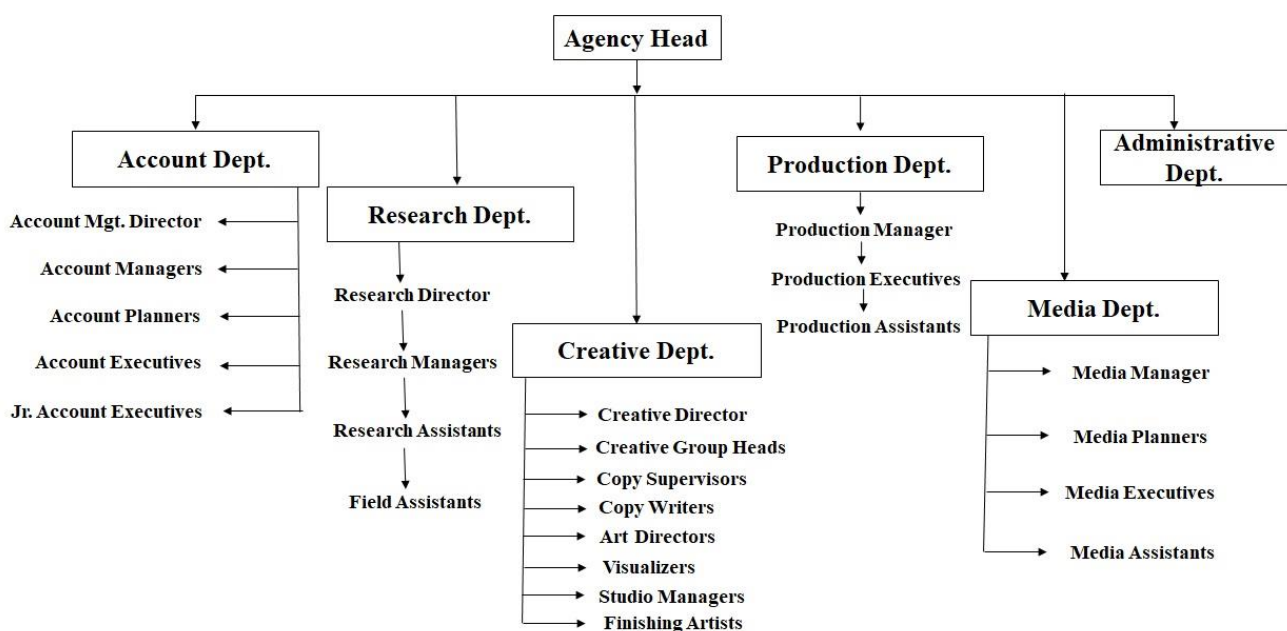 Agency Head
Account Dept.
Account Mgt. Director
Account Managers
Account Planners
Account Executives
Jr. Account Executives
Research Dept.
Research Director
Research Managers
Research Assistants
Field Assistants
Creative Dept.
Creative Director
Creative Group Heads
Copy Supervisors
Copy Writers
Art Directors
Visualizers
Studio Managers
Finishing Artists
Production Dept.
Production Manager
Production Executives
Production Assistants
Media Dept.
Media Manager
Media Planners
Media Executives
Media Assistants
Administrative
Dept.